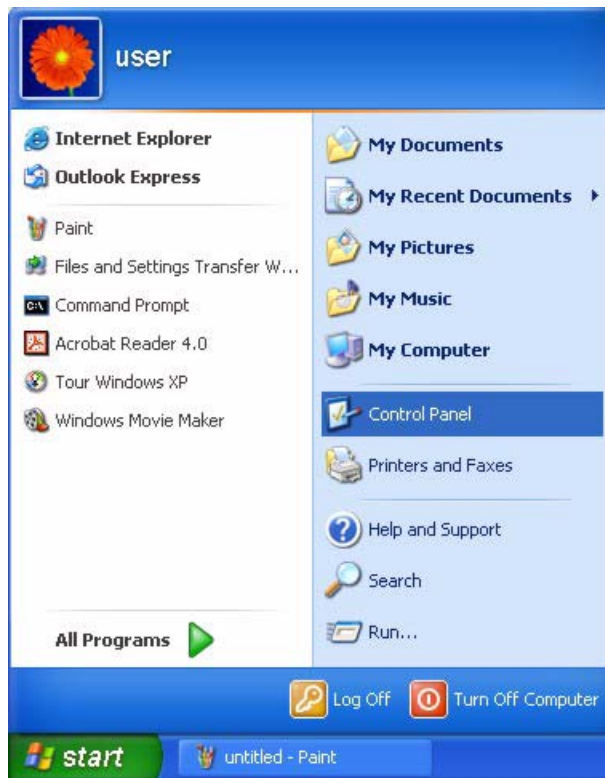 user
Internet Explorer
Outlook Express
Paint
Files and Settings Transfer W...
Command Prompt
Acrobat Reader 4.0
Tour Windows XP
Windows Movie Maker
All Programs
My Documents
My Recent Documents
My Pictures
My Music
My Computer
Control Panel
Printers and Faxes
Help and Support
Search
Run...
Log Off
Turn Off Computer
start
untitled - Paint